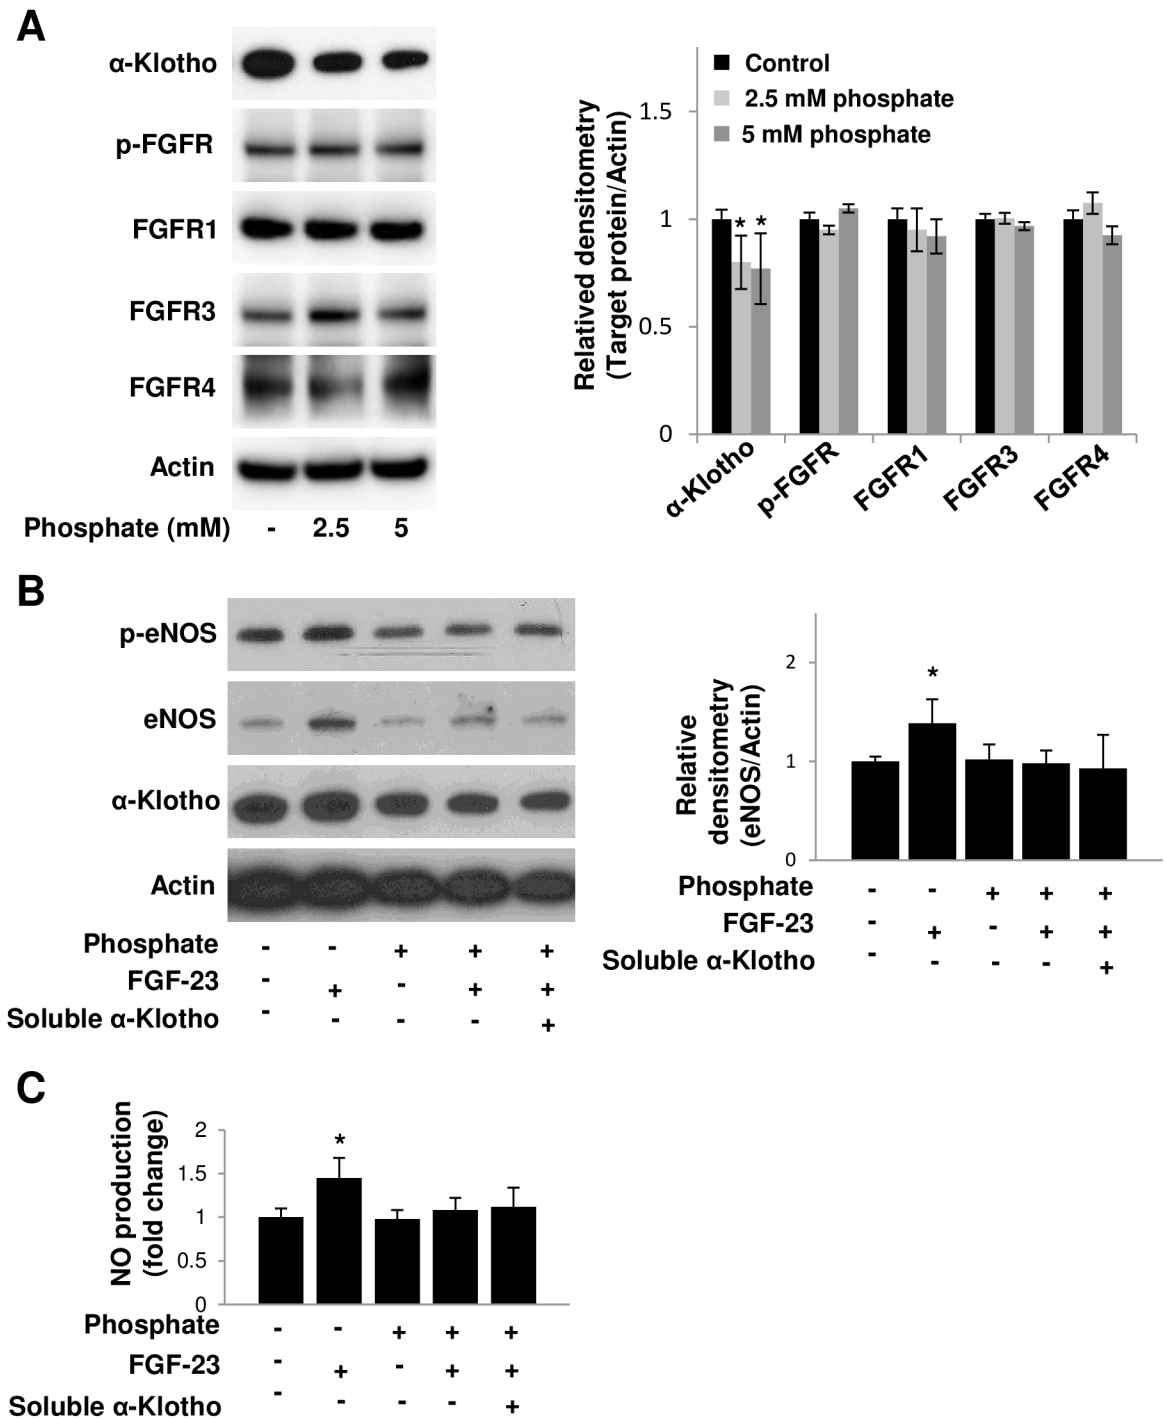 A
α-Klotho
p-FGFR
FGFR1
FGFR3
FGFR4
Actin
Phosphate (mM) - 2.5 5
Relatived densitometry
(Target protein/Actin)
Control
2.5 mM phosphate
5 mM phosphate
1.5
1
0.5
0
* *
α-Klotho p-FGFR FGFR1 FGFR3 FGFR4
B
p-eNOS
eNOS
α-Klotho
Actin
Phosphate - - + + +
FGF-23 - + - + +
Soluble α-Klotho - - - - +
Relative
densitometry
(eNOS/Actin)
2
1
0
*
Phosphate - - + + +
FGF-23 - + - + +
Soluble α-Klotho - - - - +
C
NO production
(fold change)
2
1.5
1
0.5
0
*
Phosphate - - + + +
FGF-23 - + - + +
Soluble α-Klotho - - - - +